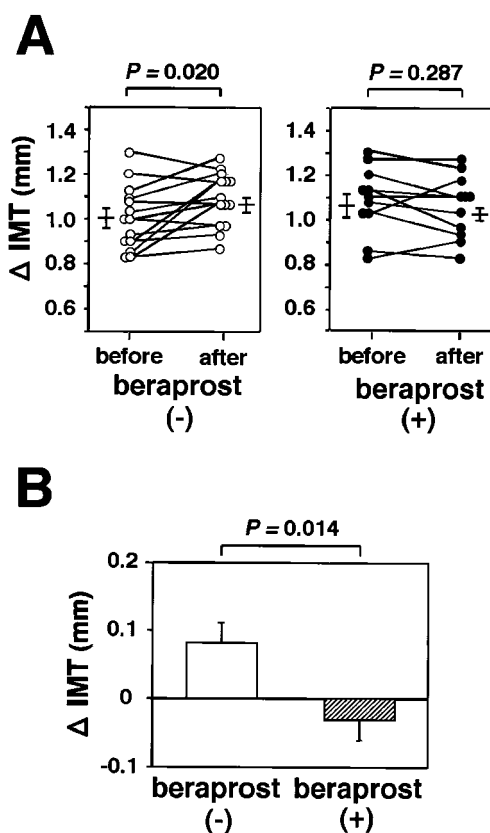 A
P = 0.020
P = 0.287
Δ IMT (mm)
1.4
1.2
1.0
0.8
0.6
before after
beraprost
(-)
1.4
1.2
1.0
0.8
0.6
before after
beraprost
(+)
B
P = 0.014
Δ IMT (mm)
0.2
0.1
0
-0.1
beraprost beraprost
(-) (+)